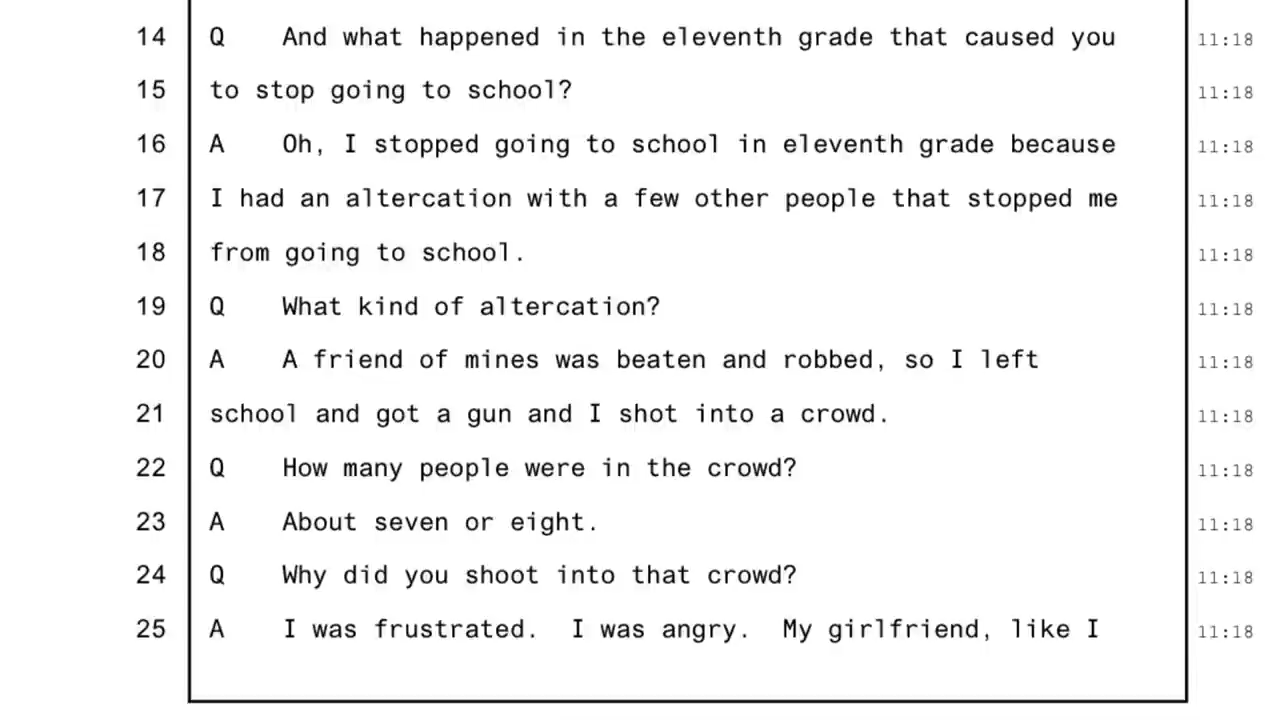 14 Q And what happened in the eleventh grade that caused you 11:18
15 to stop going to school? 11:18
16 A Oh, I stopped going to school in eleventh grade because 11:18
17 I had an altercation with a few other people that stopped me 11:18
18 from going to school. 11:18
19 Q What kind of altercation? 11:18
20 A A friend of mines was beaten and robbed, so I left 11:18
21 school and got a gun and I shot into a crowd. 11:18
22 Q How many people were in the crowd? 11:18
23 A About seven or eight. 11:18
24 Q Why did you shoot into that crowd? 11:18
25 A I was frustrated. I was angry. My girlfriend, like I 11:18